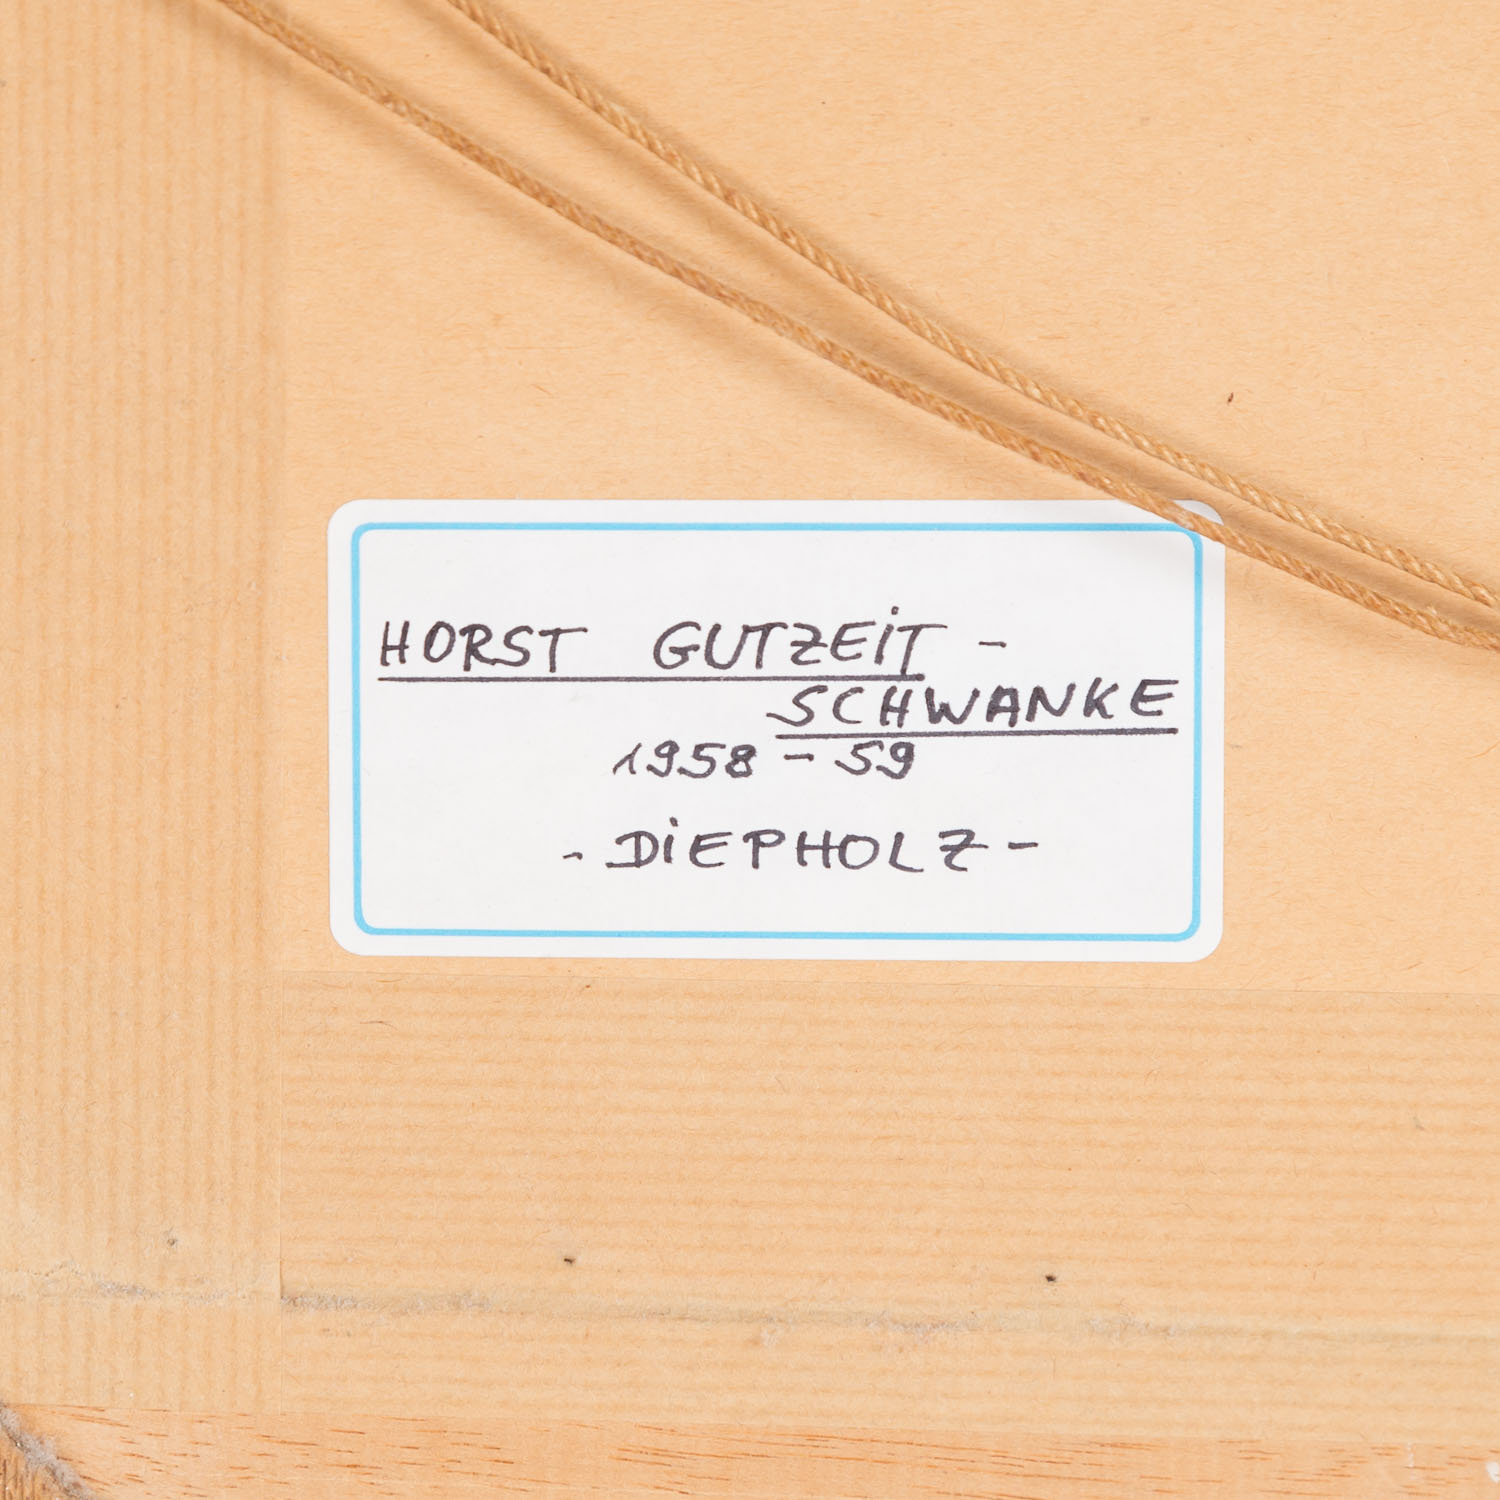 HORST GUTZEiT -
SCHWANKE
1958 - 59
- DiEPHOLZ -